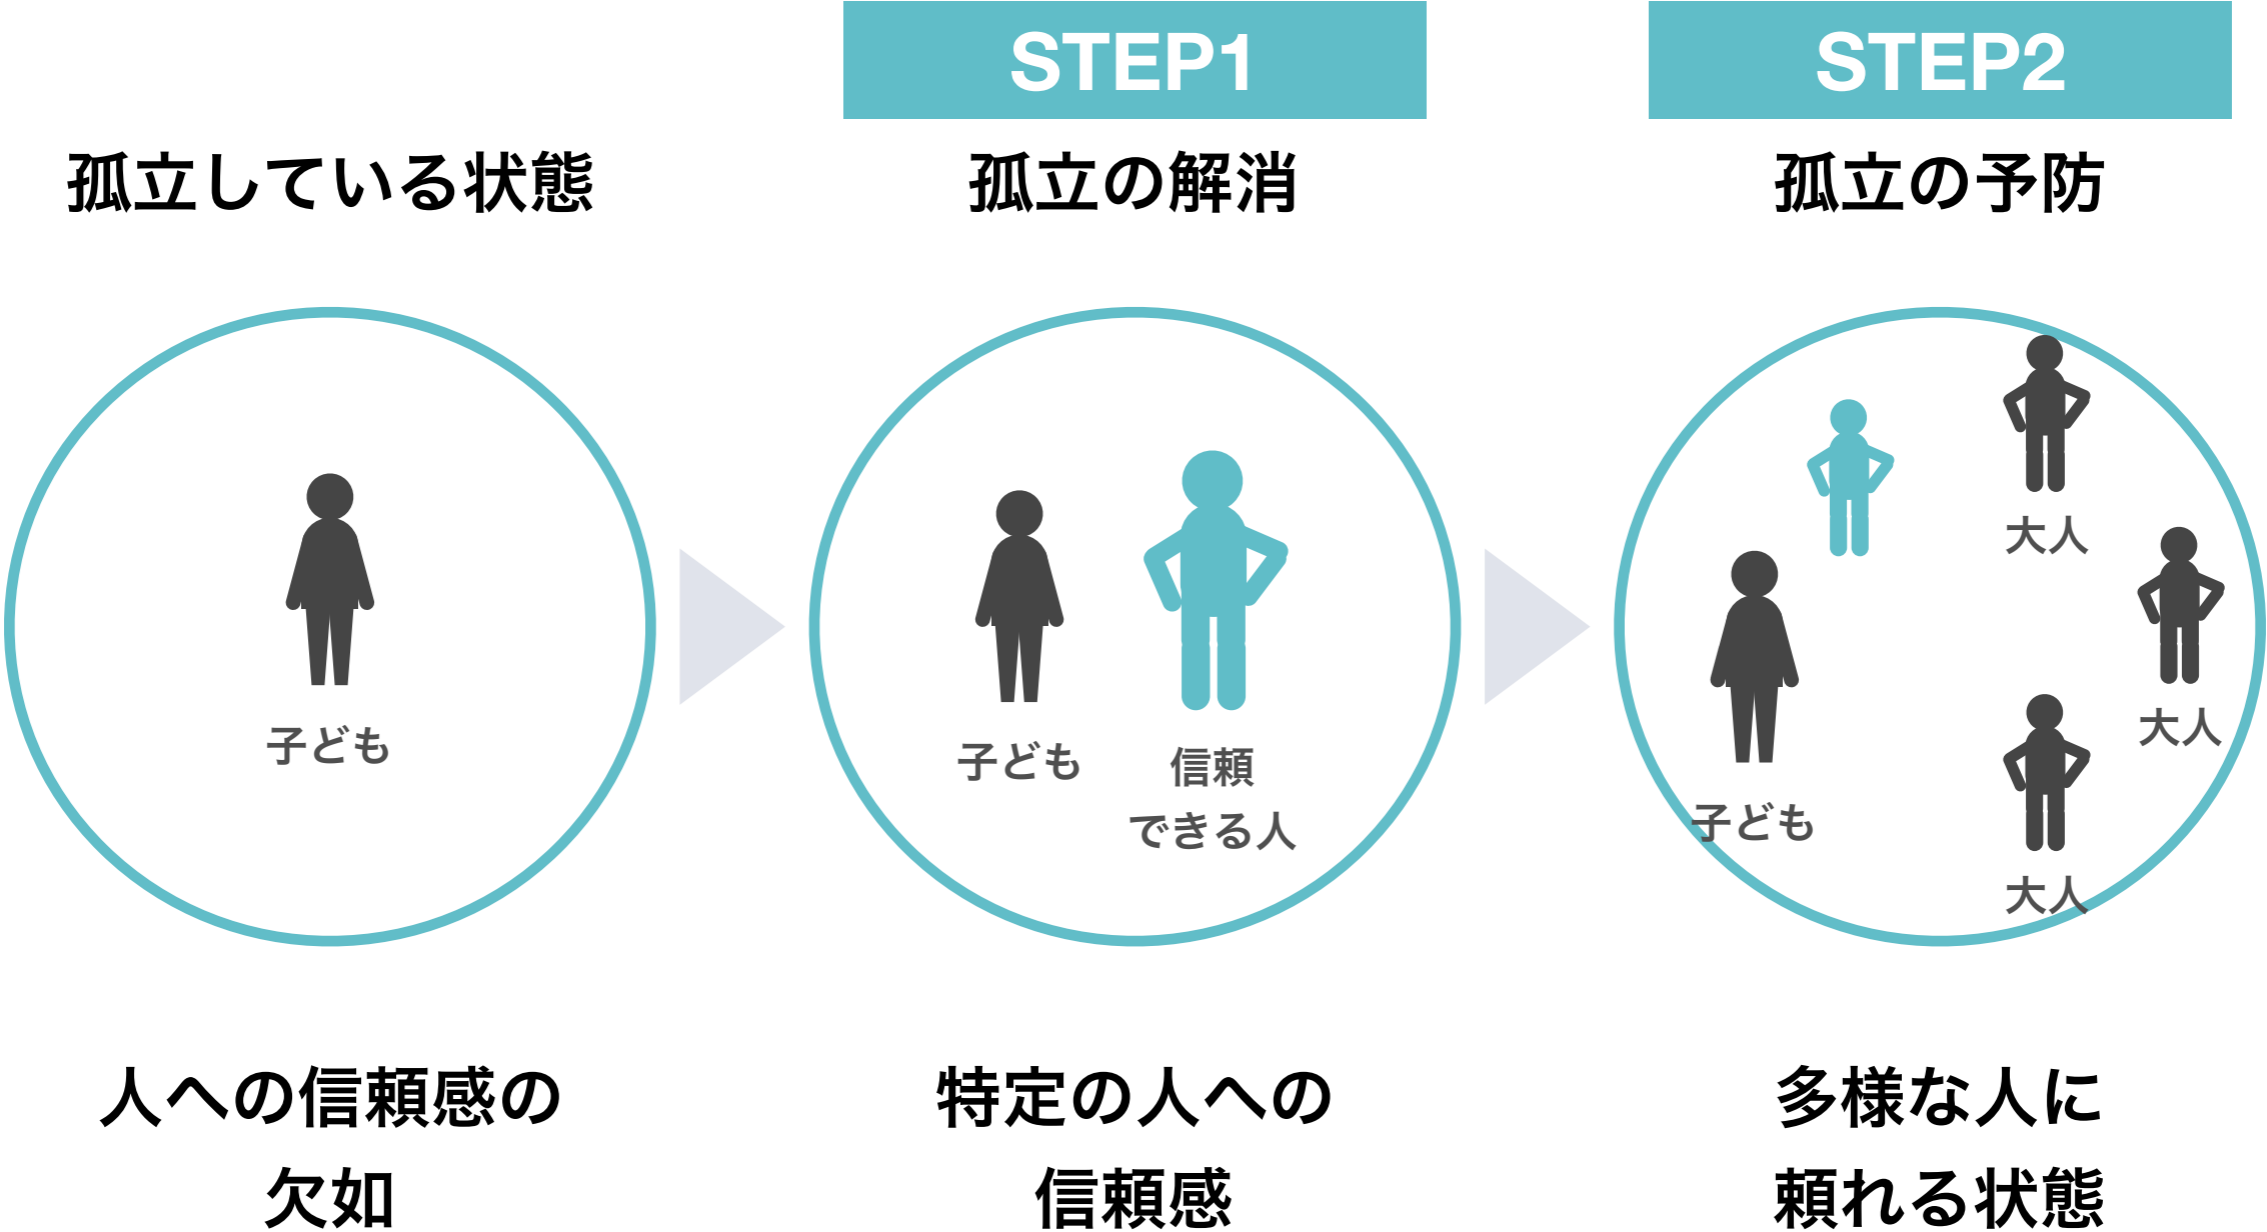 STEP1
STEP2
孤立している状態
孤立の解消
孤立の予防
子ども
子ども
信頼
できる人
大人
大人
子ども
大人
人への信頼感の
欠如
特定の人への
信頼感
多様な人に
頼れる状態